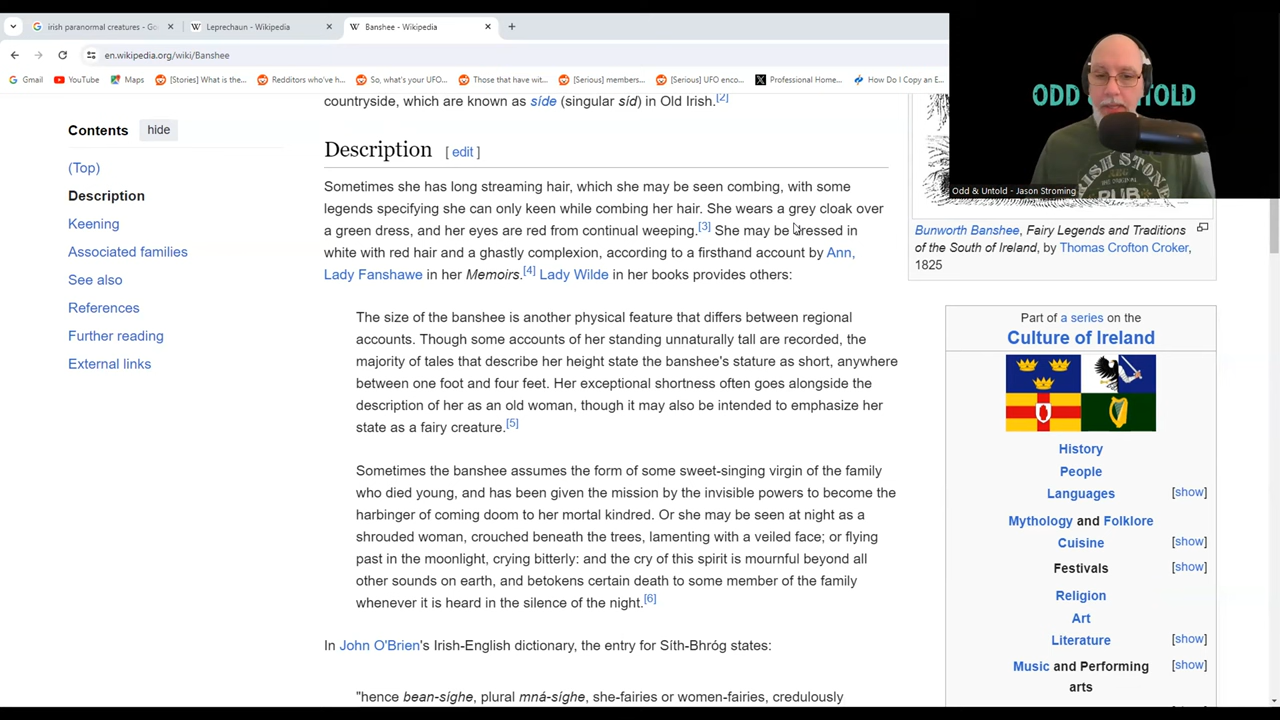 irish paranormal creatures - Go
Leprechaun - Wikipedia
Banshee - Wikipedia
en.wikipedia.org/wiki/Banshee
Gmail
YouTube
Maps
[Stories] What is the...
Redditors who've h...
So, what's your UFO...
Those that have wit...
[Serious] members...
[Serious] UFO enco...
Professional Home...
How Do I Copy an E...
ODD & UNTOLD
IRISH STONE
PUB
Odd & Untold - Jason Stroming
Contents hide
(Top)
Description
Keening
Associated families
See also
References
Further reading
External links
countryside, which are known as síde (singular síd) in Old Irish.[2]
Description [ edit ]
Sometimes she has long streaming hair, which she may be seen combing, with some
legends specifying she can only keen while combing her hair. She wears a grey cloak over
a green dress, and her eyes are red from continual weeping.[3] She may be dressed in
white with red hair and a ghastly complexion, according to a firsthand account by Ann,
Lady Fanshawe in her Memoirs.[4] Lady Wilde in her books provides others:
The size of the banshee is another physical feature that differs between regional
accounts. Though some accounts of her standing unnaturally tall are recorded, the
majority of tales that describe her height state the banshee's stature as short, anywhere
between one foot and four feet. Her exceptional shortness often goes alongside the
description of her as an old woman, though it may also be intended to emphasize her
state as a fairy creature.[5]
Sometimes the banshee assumes the form of some sweet-singing virgin of the family
who died young, and has been given the mission by the invisible powers to become the
harbinger of coming doom to her mortal kindred. Or she may be seen at night as a
shrouded woman, crouched beneath the trees, lamenting with a veiled face; or flying
past in the moonlight, crying bitterly: and the cry of this spirit is mournful beyond all
other sounds on earth, and betokens certain death to some member of the family
whenever it is heard in the silence of the night.[6]
In John O'Brien's Irish-English dictionary, the entry for Síth-Bhróg states:
"hence bean-síghe, plural mná-síghe, she-fairies or women-fairies, credulously
Bunworth Banshee, Fairy Legends and Traditions
of the South of Ireland, by Thomas Crofton Croker,
1825
Part of a series on the
Culture of Ireland
History
People
Languages [show]
Mythology and Folklore
Cuisine [show]
Festivals [show]
Religion
Art
Literature [show]
Music and Performing [show]
arts